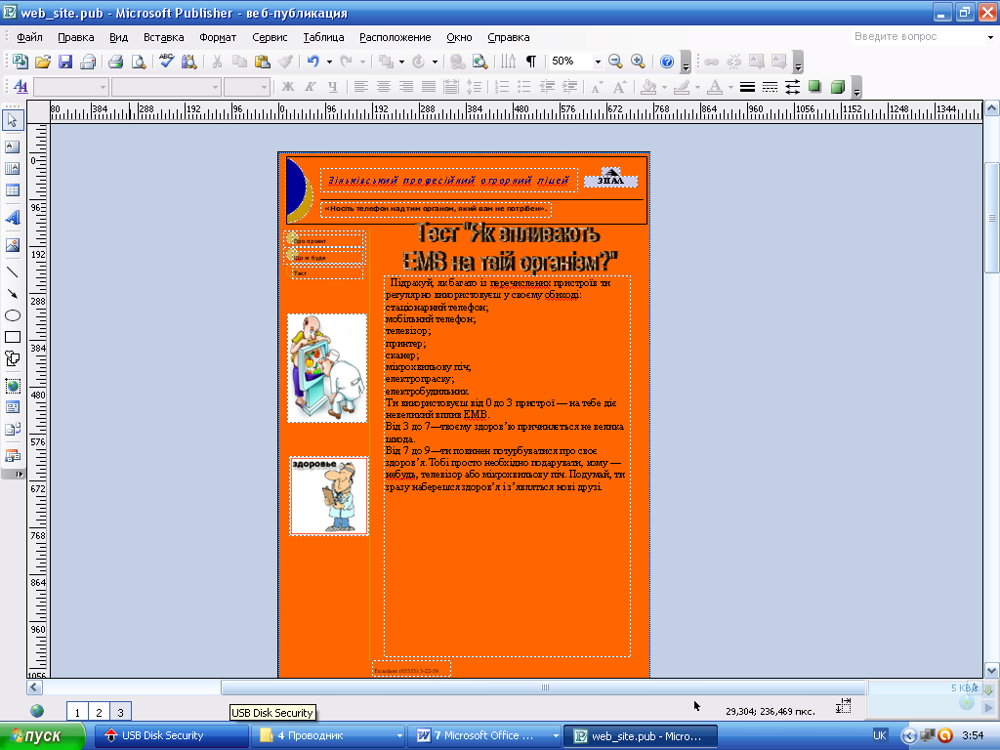 web_site.pub - Microsoft Publisher - веб-публикация
Файл Правка Вид Вставка Формат Сервис Таблица Расположение Окно Справка Введите вопрос
50%
Ж К Ч
80 384 288 192 96 0 96 192 288 384 480 576 672 768 864 960 1056 1152 1248 1344
0
96
192
288
384
480
576
672
768
864
960
1056
Зіньківський професійний аграрний ліцей
ЗПАЛ
«Носіть телефон над тим органом, який вам не потрібен».
Про проект
Що ж буде
Тест
Тест "Як впливають
ЕМВ на твій організм?"
Підрахуй, як багато із перечислених пристроїв ти
регулярно використовуєш у своєму обиході:
стаціонарний телефон;
мобільний телефон;
телевізор;
принтер;
сканер;
мікрохвильову піч;
електропраску;
електробудильник.
Ти використовуєш від 0 до 3 пристрої — на тебе діє
невеликий вплив ЕМВ.
Від 3 до 7—твоєму здоров’ю причиняється не велика
шкода.
Від 7 до 9—ти повинен потурбуватися про своє
здоров’я. Тобі просто необхідно подарувати, кому —
небудь, телевізор або мікрохвильову піч. Подумай, ти
зразу наберешся здоров’я і з’являться нові друзі.
здоровье
Телефон: (05353) 3-22-56
5 KB/s
1 2 3
USB Disk Security
29,304; 236,469 пкс.
пуск
USB Disk Security
4 Проводник
7 Microsoft Office ...
web_site.pub - Micro...
UK
3:54